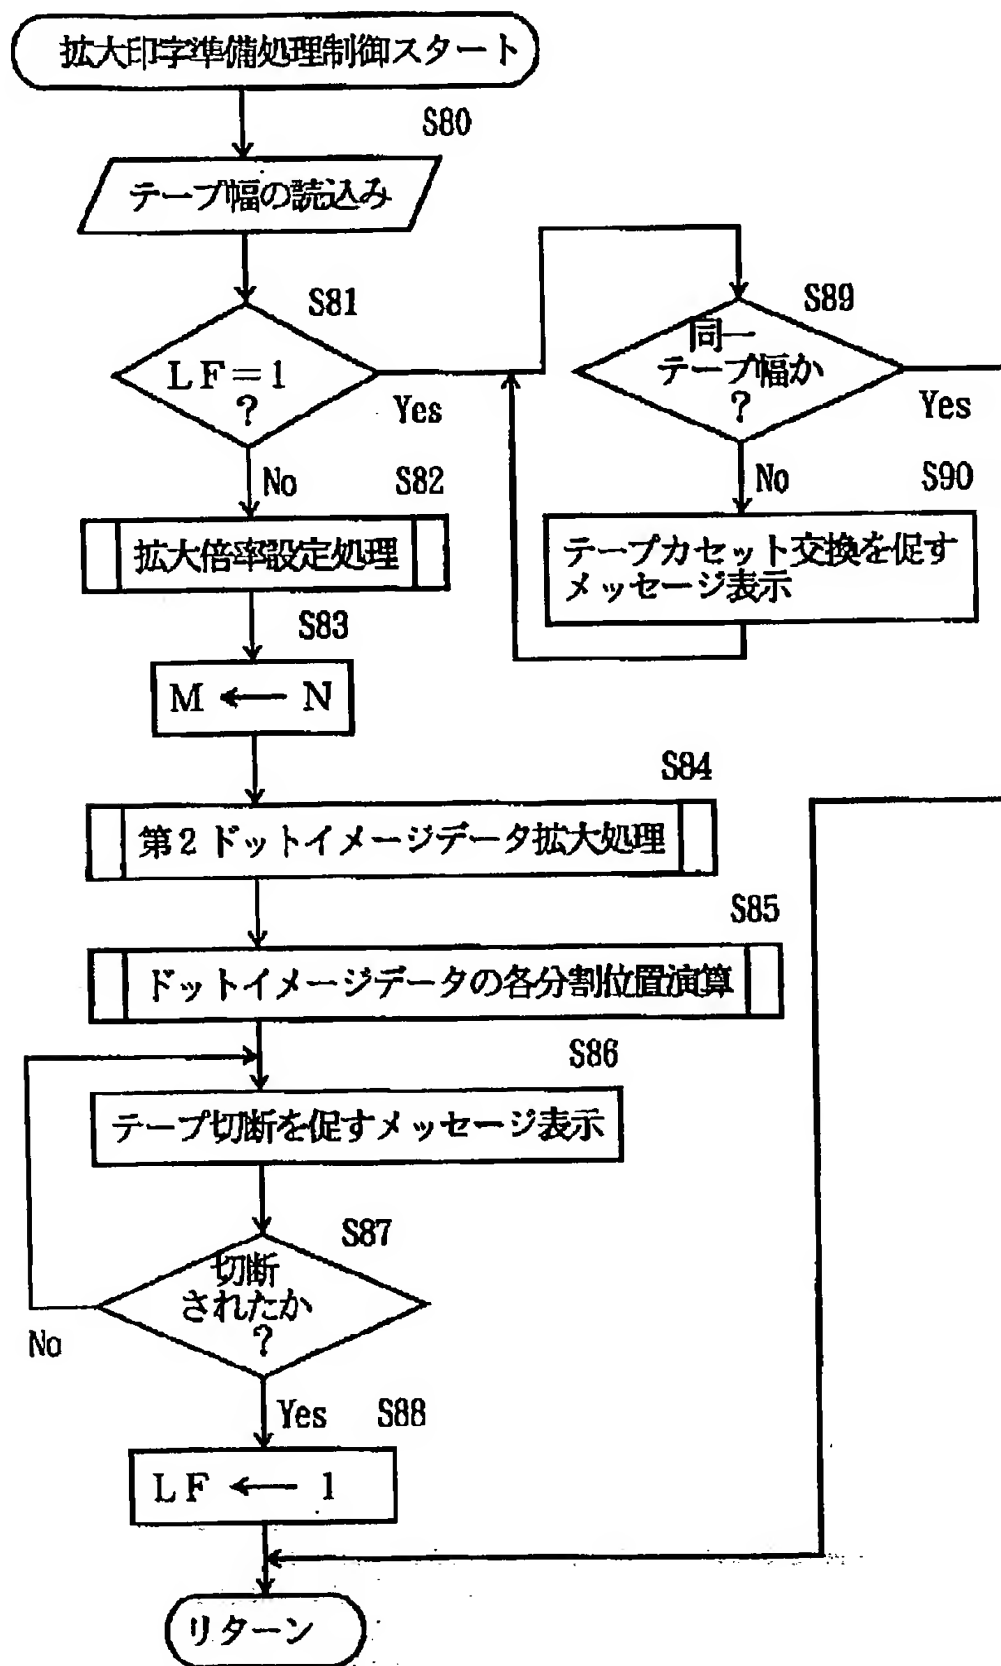 拡大印字準備処理制御スタート
S80
テープ幅の読込み
S81
LF=1
?
Yes
No
S82
拡大倍率設定処理
S83
M ← N
S84
第2ドットイメージデータ拡大処理
S85
ドットイメージデータの各分割位置演算
S86
テープ切断を促すメッセージ表示
S87
切断
されたか
?
No
Yes
S88
LF ← 1
リターン
S89
同一
テープ幅か
?
Yes
No
S90
テープカセット交換を促す
メッセージ表示